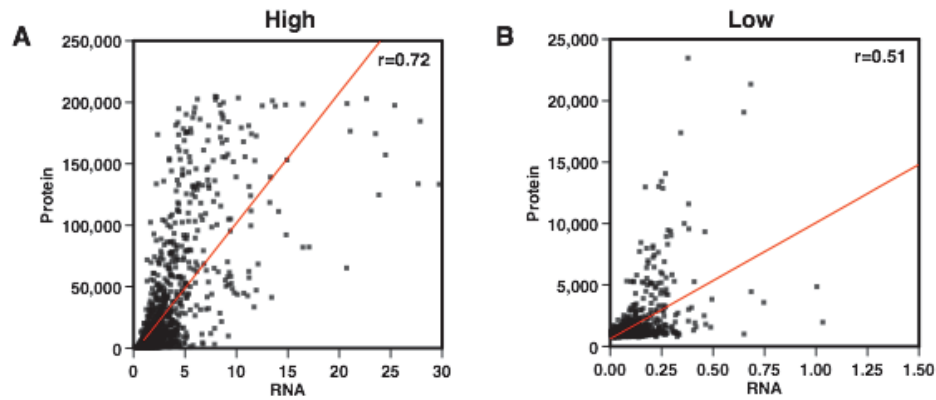 A
High
r=0.72
Protein
250,000
200,000
150,000
100,000
50,000
0
0 5 10 15 20 25 30
RNA
B
Low
r=0.51
Protein
25,000
20,000
15,000
10,000
5,000
0
0.00 0.25 0.50 0.75 1.00 1.25 1.50
RNA